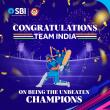 SBI
CONGRATULATIONS
TEAM INDIA
ON BEING THE UNBEATEN
CHAMPIONS